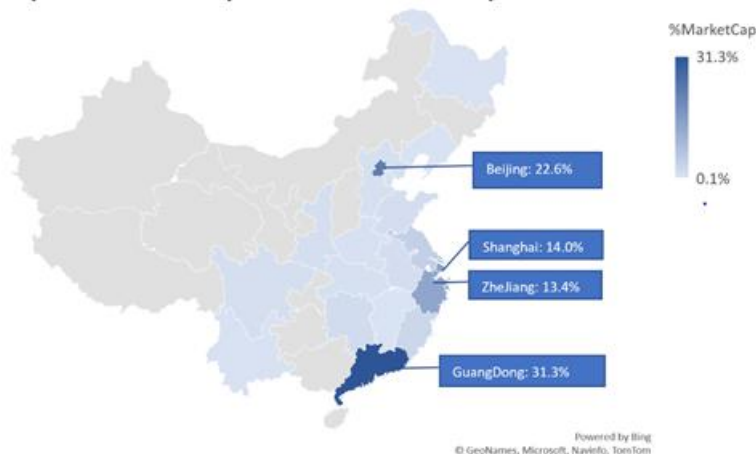 %MarketCap
31.3%
0.1%
Beijing: 22.6%
Shanghai: 14.0%
ZheJiang: 13.4%
GuangDong: 31.3%
Powered by Bing
© GeoNames, Microsoft, Navinfo, TomTom